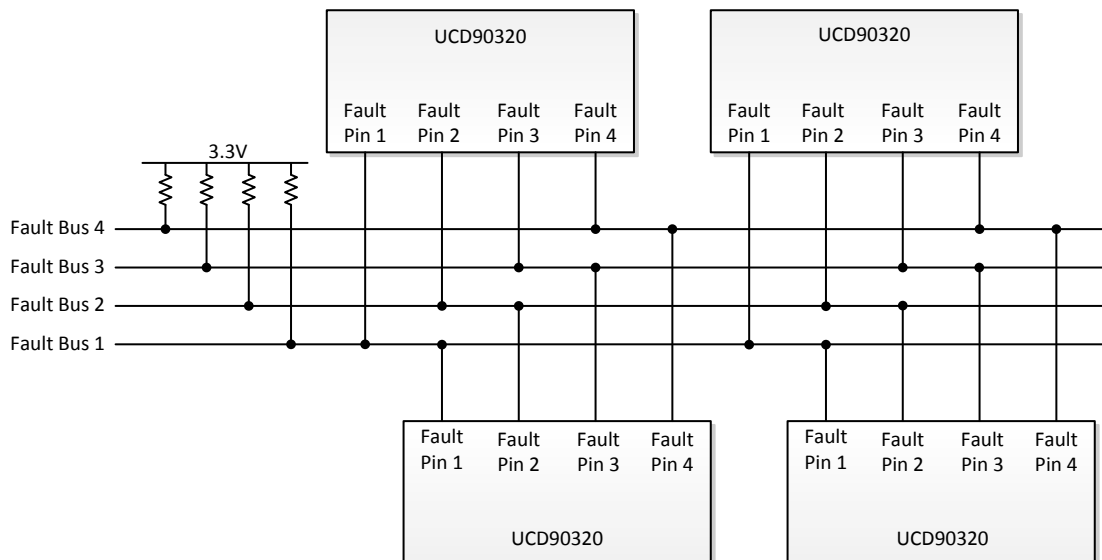 UCD90320
UCD90320
Fault Pin 1
Fault Pin 2
Fault Pin 3
Fault Pin 4
Fault Pin 1
Fault Pin 2
Fault Pin 3
Fault Pin 4
3.3V
Fault Bus 4
Fault Bus 3
Fault Bus 2
Fault Bus 1
Fault Pin 1
Fault Pin 2
Fault Pin 3
Fault Pin 4
Fault Pin 1
Fault Pin 2
Fault Pin 3
Fault Pin 4
UCD90320
UCD90320